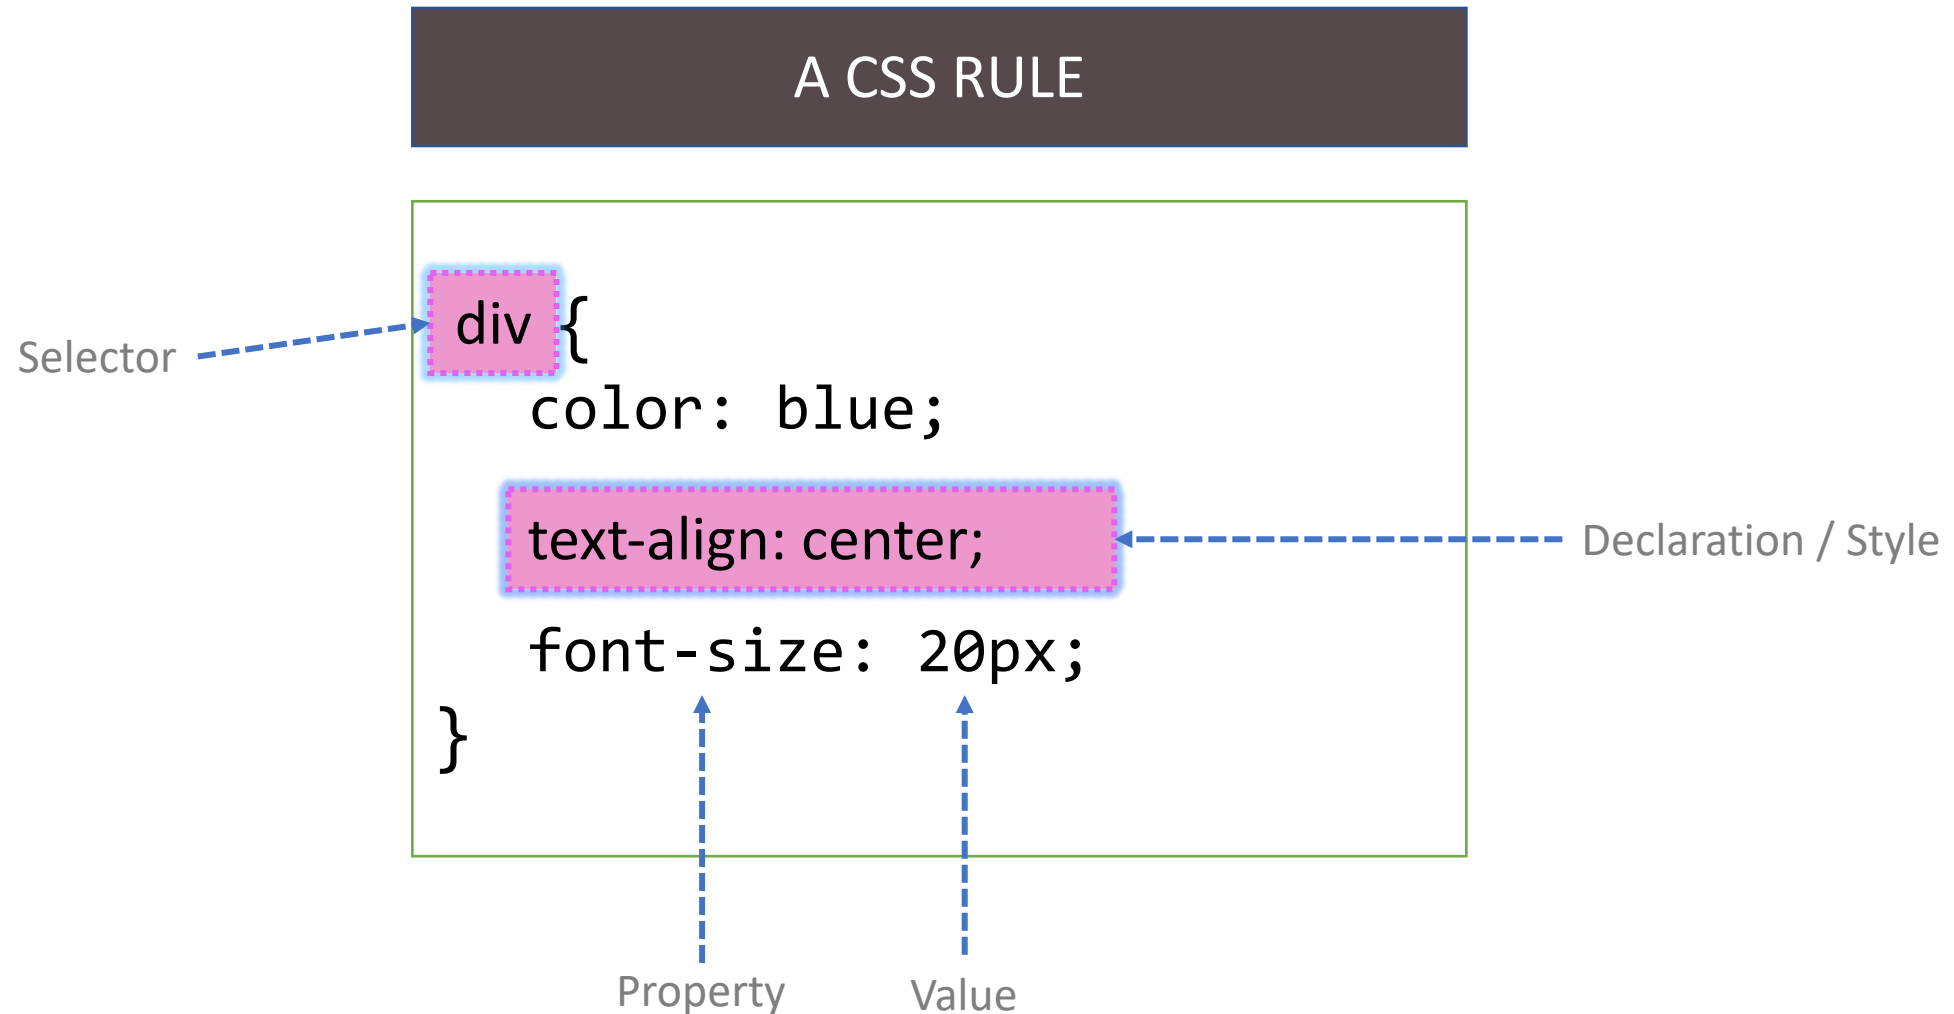 A CSS RULE
div {
Selector
color: blue;
text-align: center;
Declaration / Style
font-size: 20px;
}
Property
Value